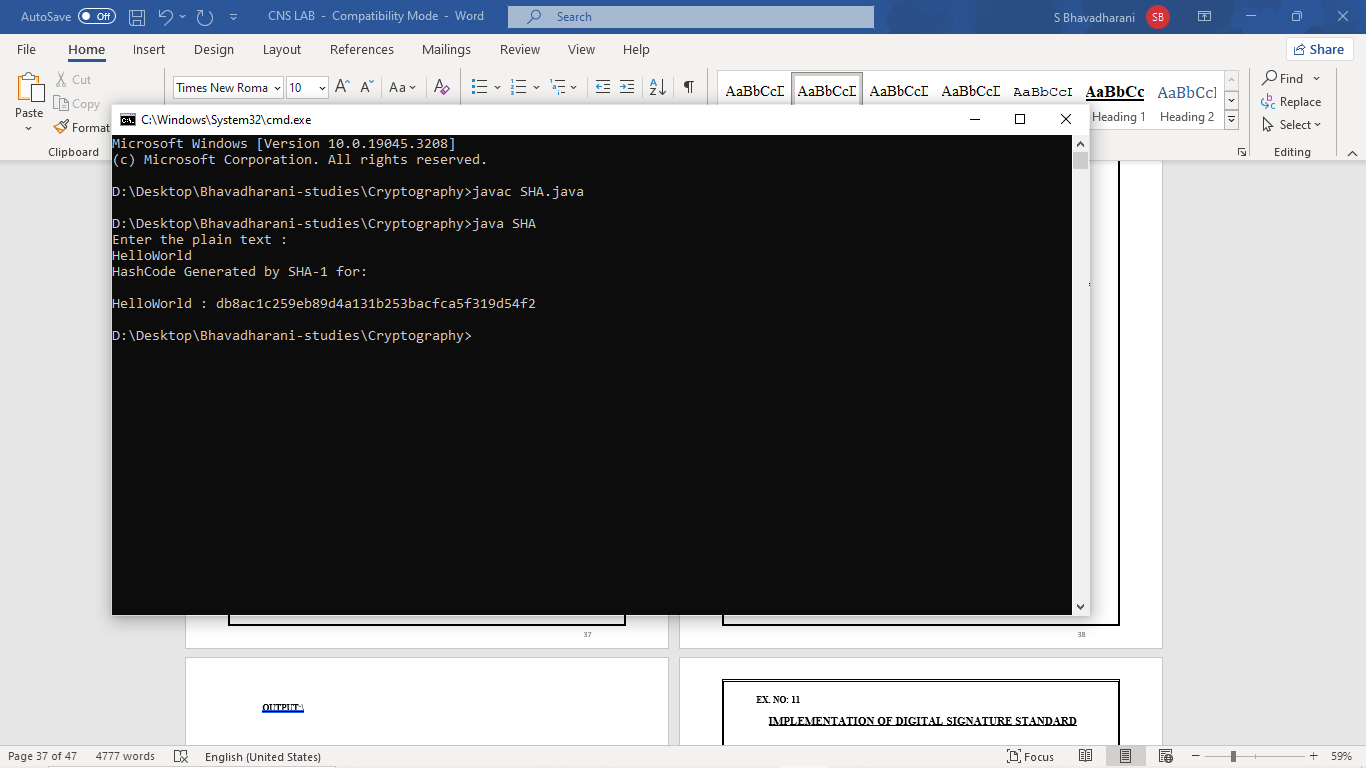 AutoSave Off CNS LAB - Compatibility Mode - Word Search S Bhavadharani SB
File Home Insert Design Layout References Mailings Review View Help Share
Paste
Cut
Copy
Format
Clipboard
Times New Roma 10 Aa
AaBbCcD AaBbCcD AaBbCcD AaBbCcD AaBbCcI AaBbCc AaBbCcI
Heading 1 Heading 2
Find
Replace
Select
Editing
C:\Windows\System32\cmd.exe
Microsoft Windows [Version 10.0.19045.3208]
(c) Microsoft Corporation. All rights reserved.
D:\Desktop\Bhavadharani-studies\Cryptography>javac SHA.java
D:\Desktop\Bhavadharani-studies\Cryptography>java SHA
Enter the plain text :
HelloWorld
HashCode Generated by SHA-1 for:
HelloWorld : db8ac1c259eb89d4a131b253bacfca5f319d54f2
D:\Desktop\Bhavadharani-studies\Cryptography>
37 38
OUTPUT:\
EX. NO: 11
IMPLEMENTATION OF DIGITAL SIGNATURE STANDARD
Page 37 of 47 4777 words English (United States) Focus 59%